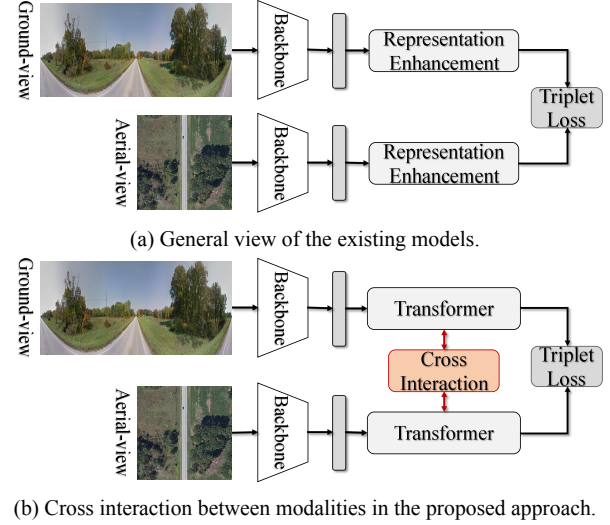 Ground-view
Backbone
Representation
Enhancement
Triplet
Loss
Aerial-view
Backbone
Representation
Enhancement
(a) General view of the existing models.
Ground-view
Backbone
Transformer
Cross
Interaction
Triplet
Loss
Aerial-view
Backbone
Transformer
(b) Cross interaction between modalities in the proposed approach.